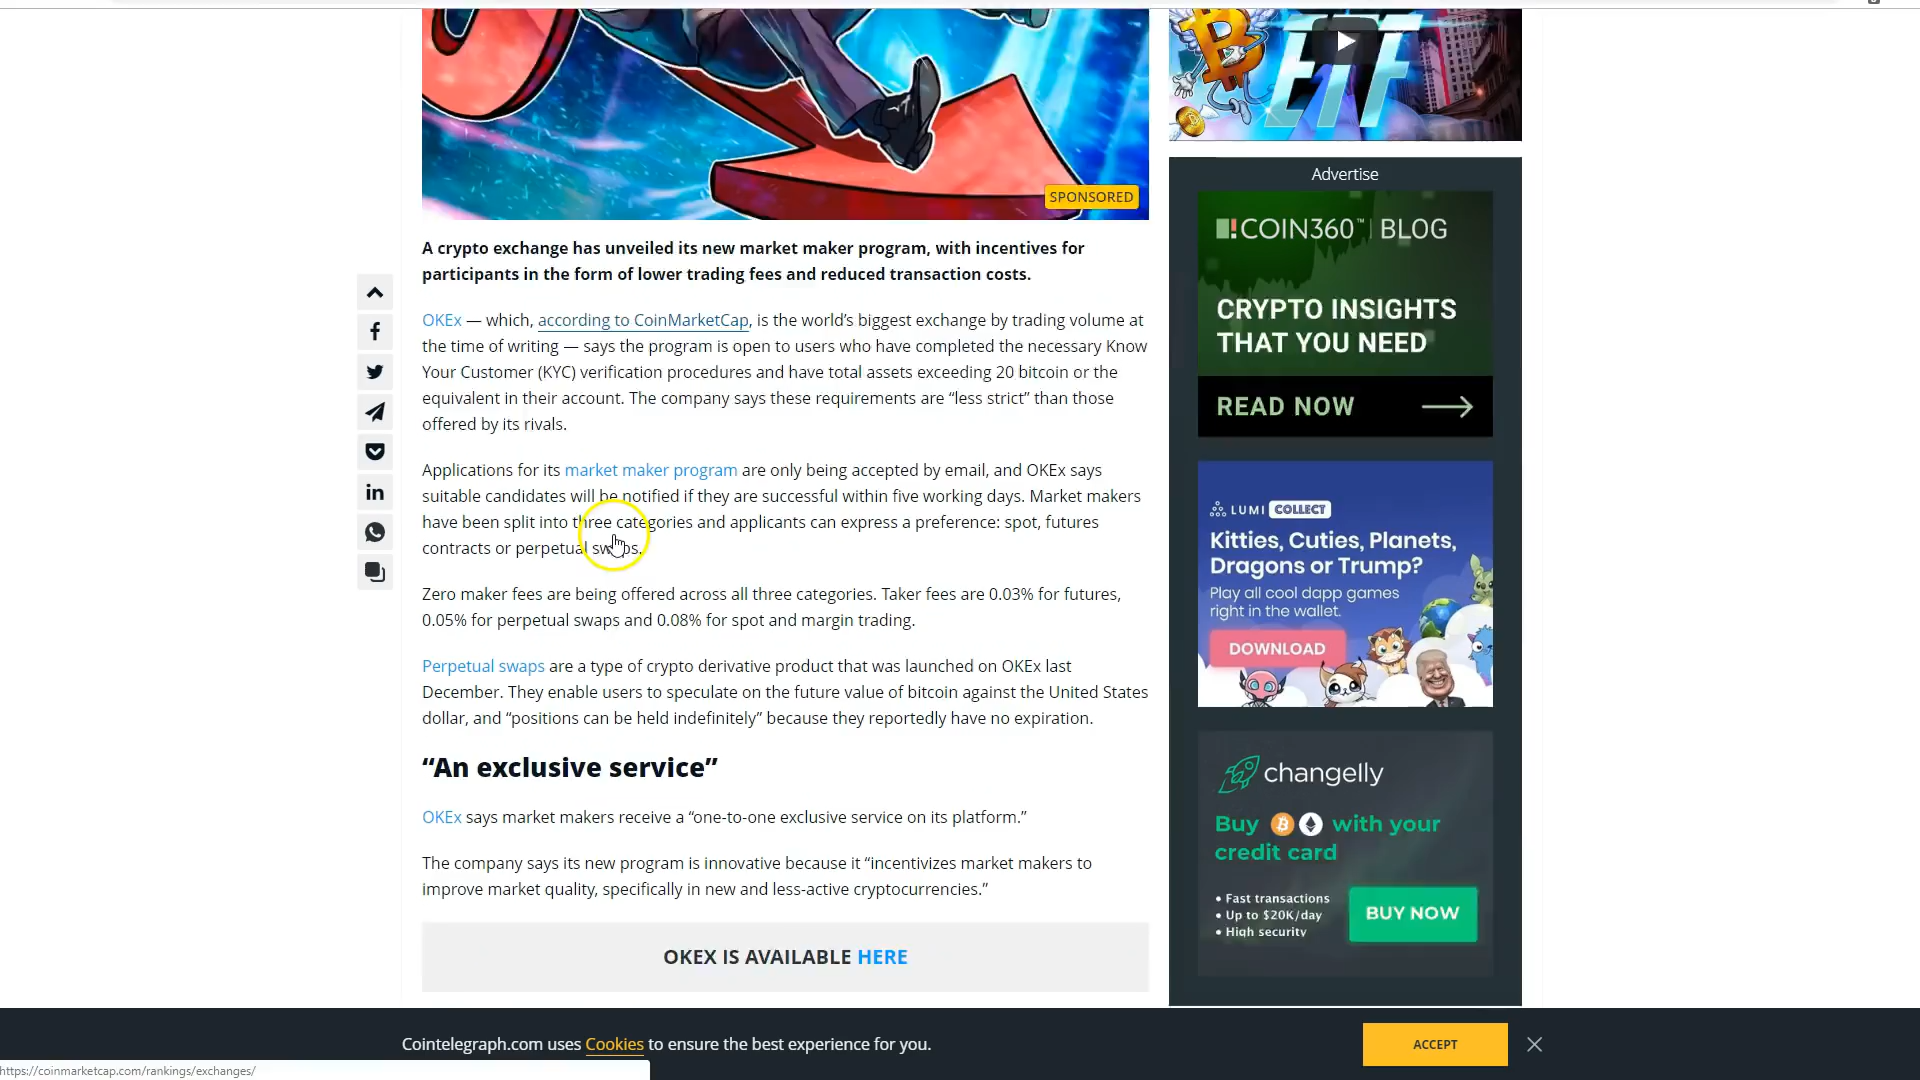 ETF
SPONSORED
A crypto exchange has unveiled its new market maker program, with incentives for
participants in the form of lower trading fees and reduced transaction costs.
OKEx — which, according to CoinMarketCap, is the world’s biggest exchange by trading volume at
the time of writing — says the program is open to users who have completed the necessary Know
Your Customer (KYC) verification procedures and have total assets exceeding 20 bitcoin or the
equivalent in their account. The company says these requirements are “less strict” than those
offered by its rivals.
Applications for its market maker program are only being accepted by email, and OKEx says
suitable candidates will be notified if they are successful within five working days. Market makers
have been split into three categories and applicants can express a preference: spot, futures
contracts or perpetual swaps.
Zero maker fees are being offered across all three categories. Taker fees are 0.03% for futures,
0.05% for perpetual swaps and 0.08% for spot and margin trading.
Perpetual swaps are a type of crypto derivative product that was launched on OKEx last
December. They enable users to speculate on the future value of bitcoin against the United States
dollar, and “positions can be held indefinitely” because they reportedly have no expiration.
“An exclusive service”
OKEx says market makers receive a “one-to-one exclusive service on its platform.”
The company says its new program is innovative because it “incentivizes market makers to
improve market quality, specifically in new and less-active cryptocurrencies.”
OKEX IS AVAILABLE HERE
Advertise
COIN360™ | BLOG
CRYPTO INSIGHTS
THAT YOU NEED
READ NOW
LUMI COLLECT
Kitties, Cuties, Planets,
Dragons or Trump?
Play all cool dapp games
right in the wallet.
DOWNLOAD
changelly
Buy with your
credit card
• Fast transactions
• Up to $20K/day
• High security
BUY NOW
Cointelegraph.com uses Cookies to ensure the best experience for you.
ACCEPT
https://coinmarketcap.com/rankings/exchanges/